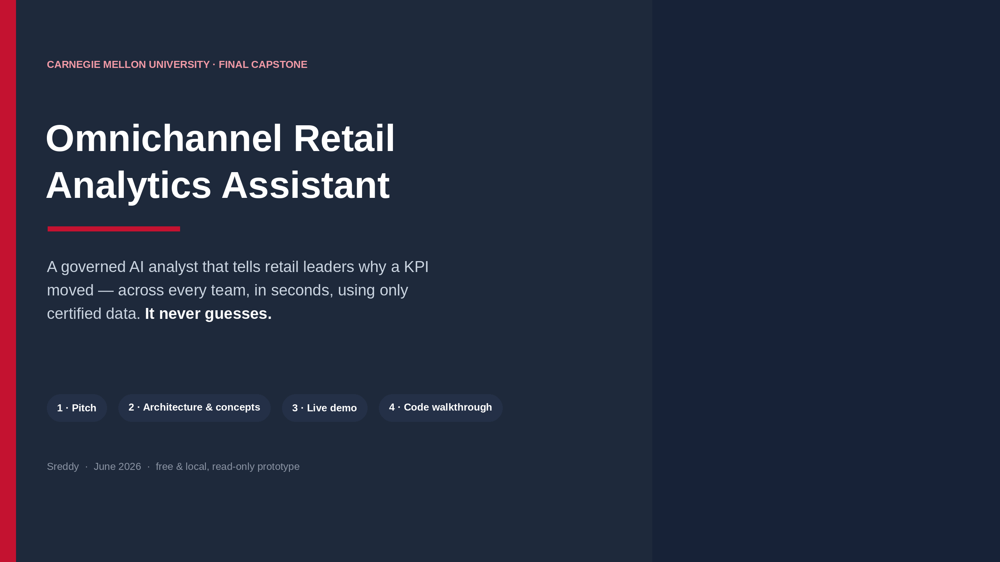 CARNEGIE MELLON UNIVERSITY · FINAL CAPSTONE
Omnichannel Retail
Analytics Assistant
A governed AI analyst that tells retail leaders why a KPI
moved — across every team, in seconds, using only
certified data. It never guesses.
1 · Pitch
2 · Architecture & concepts
3 · Live demo
4 · Code walkthrough
Sreddy · June 2026 · free & local, read-only prototype